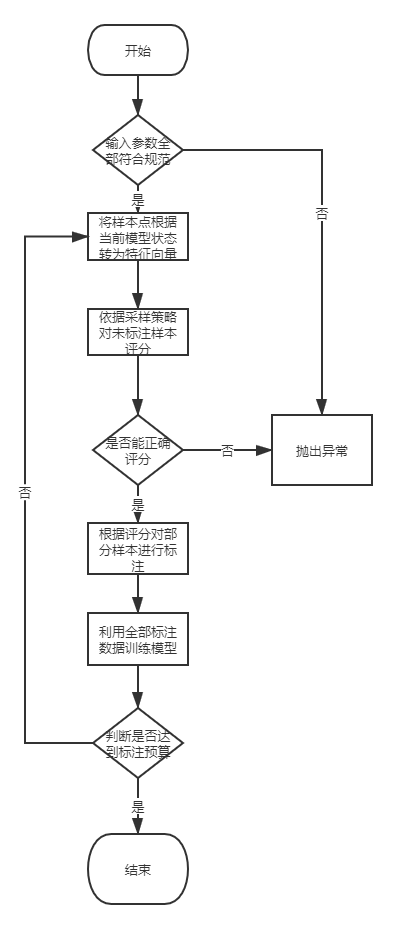 开始
输入参数全
部符合规范
是
否
将样本点根据
当前模型状态
转为特征向量
依据采样策略
对未标注样本
评分
是否能正确
评分
否
抛出异常
是
否
根据评分对部
分样本进行标
注
利用全部标注
数据训练模型
判断是否达
到标注预算
是
结束